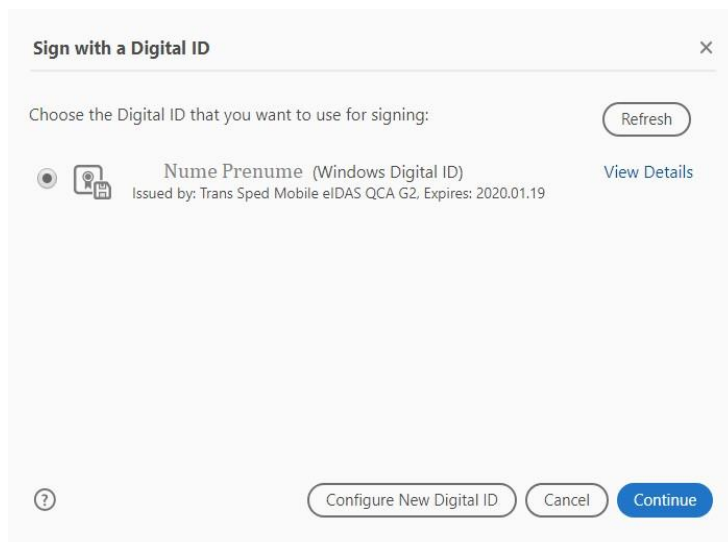 Sign with a Digital ID
Choose the Digital ID that you want to use for signing:
Refresh
Nume Prenume (Windows Digital ID)
View Details
Issued by: Trans Sped Mobile eIDAS QCA G2, Expires: 2020.01.19
?
Configure New Digital ID
Cancel
Continue